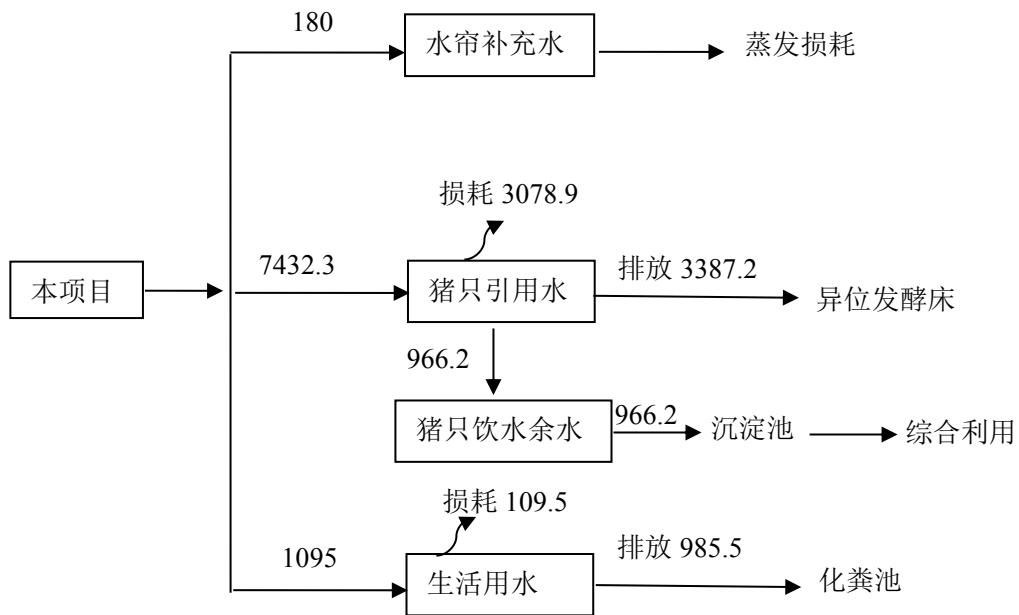 180
水帘补充水
蒸发损耗
损耗 3078.9
7432.3
排放 3387.2
本项目
猪只引用水
异位发酵床
966.2
猪只饮水余水
966.2
沉淀池
综合利用
损耗 109.5
1095
排放 985.5
生活用水
化粪池